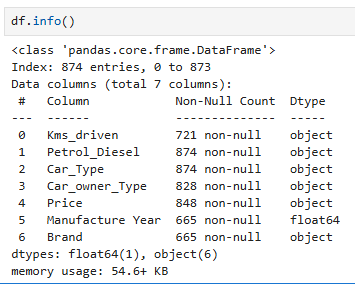 df.info()
<class 'pandas.core.frame.DataFrame'>
Index: 874 entries, 0 to 873
Data columns (total 7 columns):
 #   Column            Non-Null Count  Dtype
---  ------            --------------  -----
 0   Kms_driven        721 non-null    object
 1   Petrol_Diesel     874 non-null    object
 2   Car_Type          874 non-null    object
 3   Car_owner_Type    828 non-null    object
 4   Price             848 non-null    object
 5   Manufacture Year  665 non-null    float64
 6   Brand             665 non-null    object
dtypes: float64(1), object(6)
memory usage: 54.6+ KB